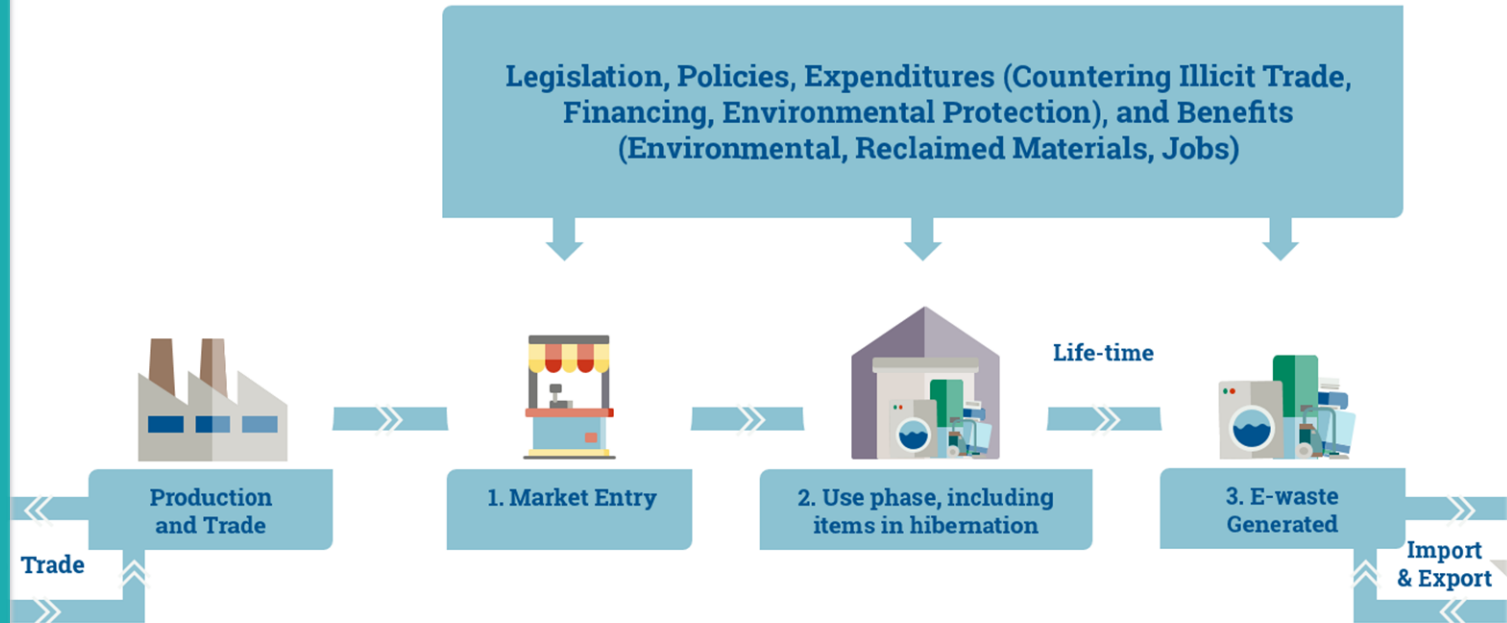 Legislation, Policies, Expenditures (Countering Illicit Trade,
Financing, Environmental Protection), and Benefits
(Environmental, Reclaimed Materials, Jobs)
Life-time
Production
and Trade
1. Market Entry
2. Use phase, including
items in hibernation
3. E-waste
Generated
Trade
Import
& Export